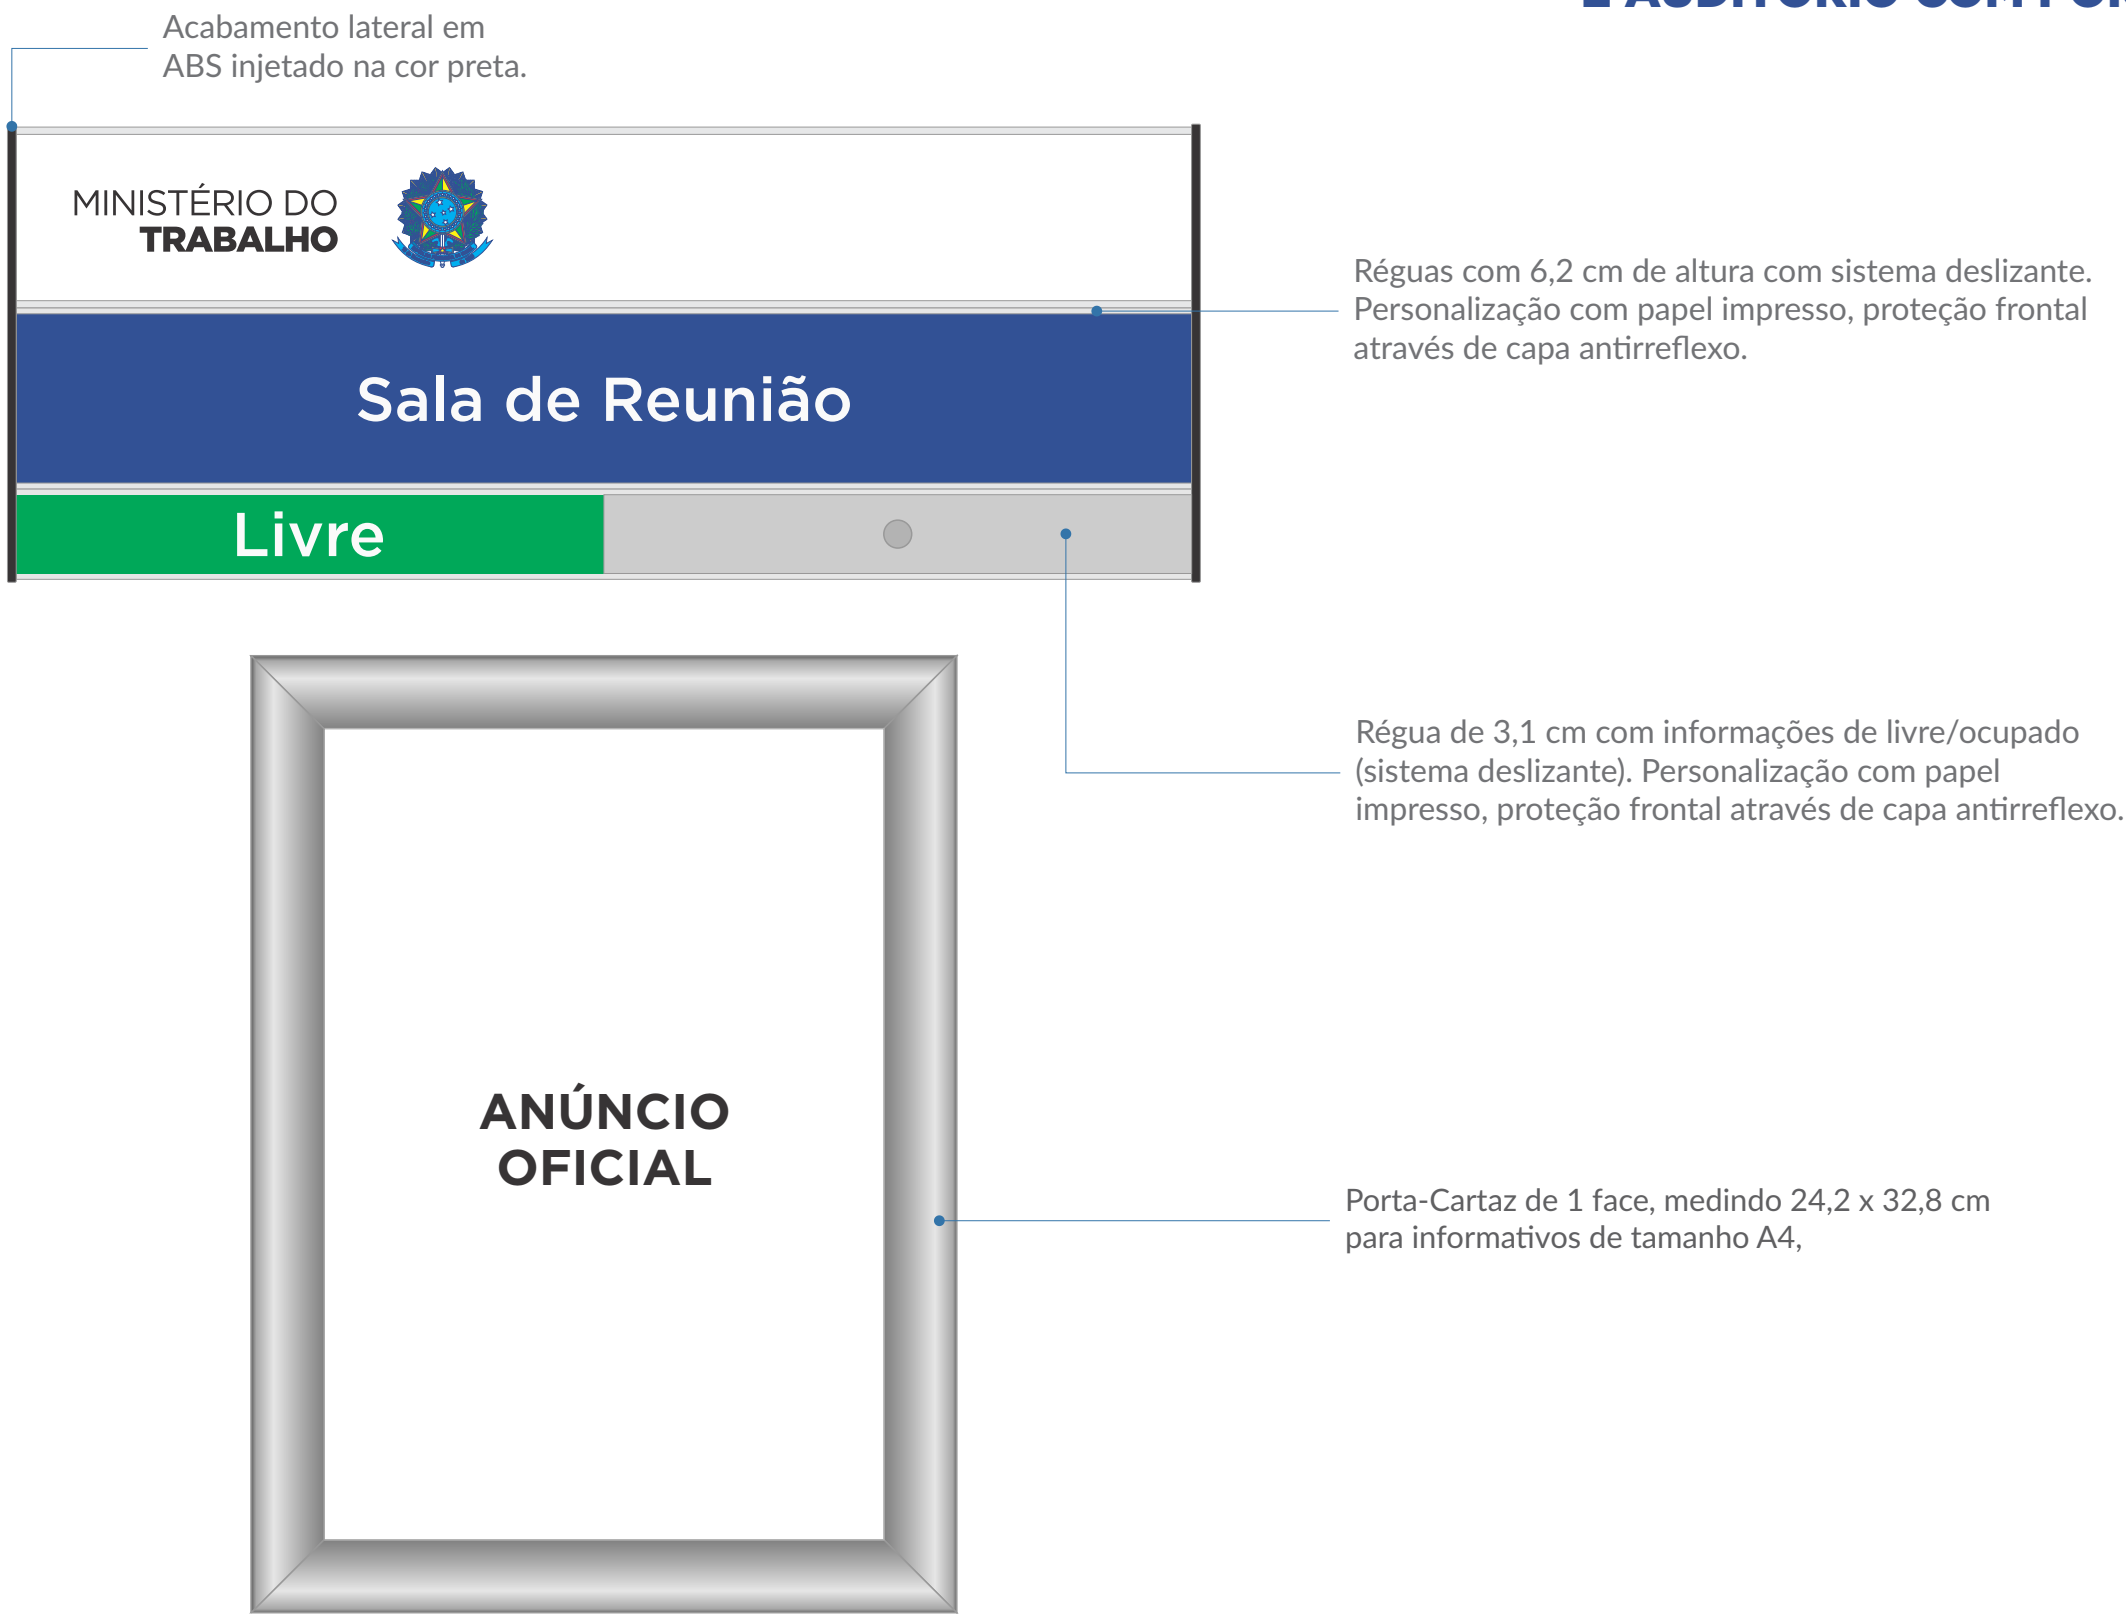 E AUDITÓRIO COM POR
Acabamento lateral em
ABS injetado na cor preta.
MINISTÉRIO DO
TRABALHO
Réguas com 6,2 cm de altura com sistema deslizante.
Personalização com papel impresso, proteção frontal
através de capa antirreflexo.
Sala de Reunião
Livre
Régua de 3,1 cm com informações de livre/ocupado
(sistema deslizante). Personalização com papel
impresso, proteção frontal através de capa antirreflexo.
ANÚNCIO
OFICIAL
Porta-Cartaz de 1 face, medindo 24,2 x 32,8 cm
para informativos de tamanho A4,